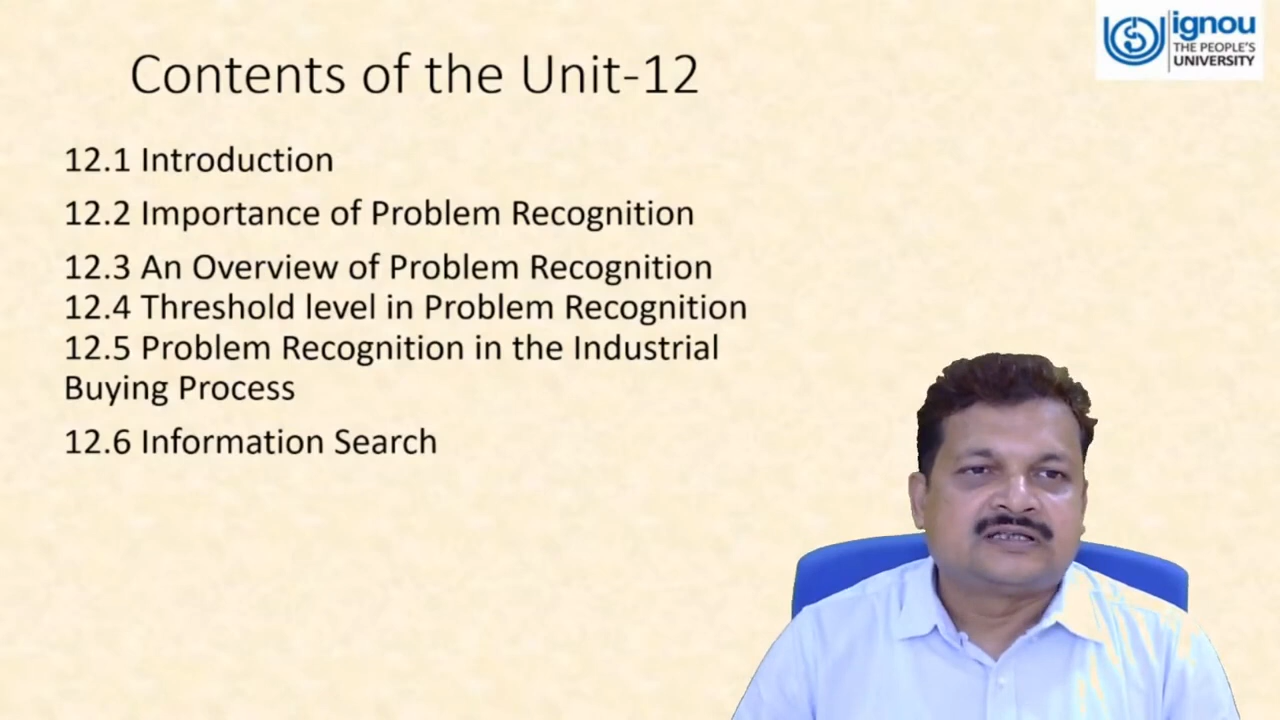 Contents of the Unit-12
ignou
THE PEOPLE'S
UNIVERSITY
12.1 Introduction
12.2 Importance of Problem Recognition
12.3 An Overview of Problem Recognition
12.4 Threshold level in Problem Recognition
12.5 Problem Recognition in the Industrial
Buying Process
12.6 Information Search